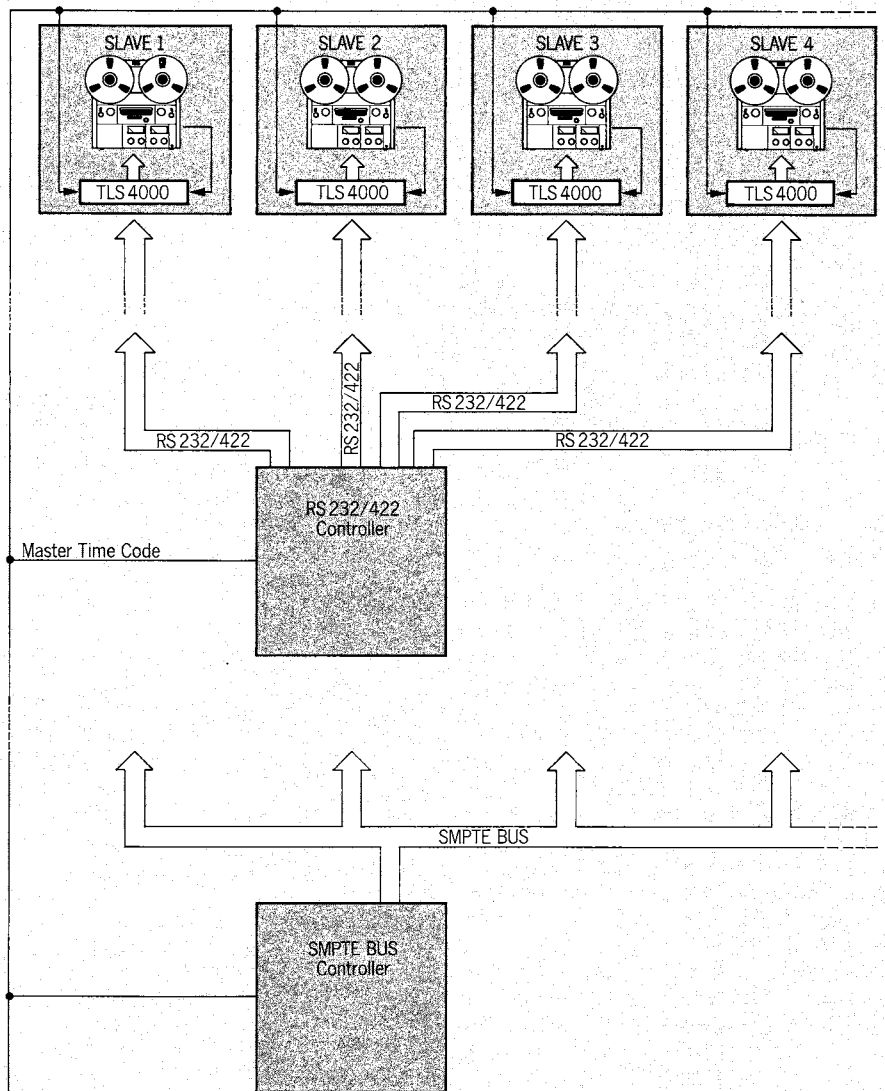 SLAVE 1
SLAVE 2
SLAVE 3
SLAVE 4
TLS 4000
TLS 4000
TLS 4000
TLS 4000
RS 232/422
RS 232/422
RS 232/422
RS 232/422
RS 232/422
Controller
Master Time Code
SMPTE BUS
SMPTE BUS
Controller